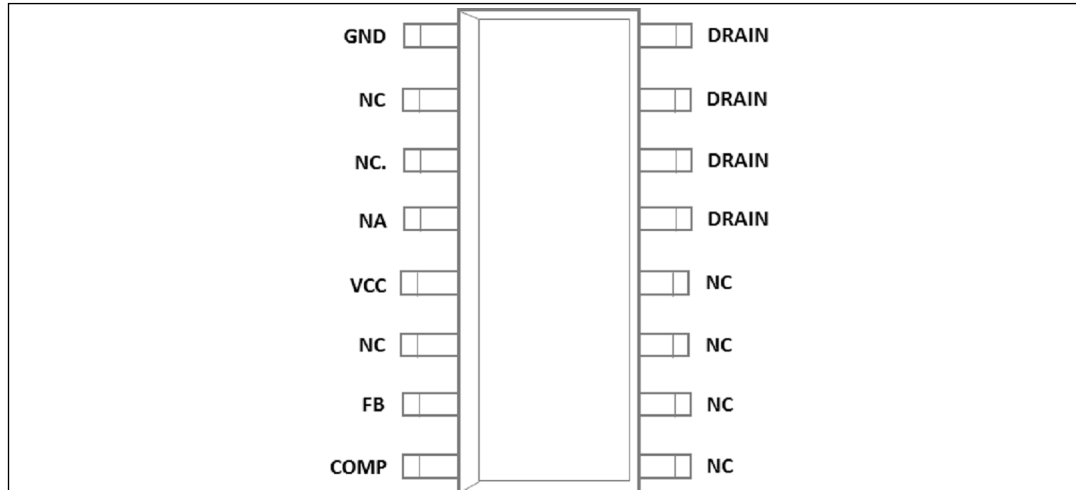 GND DRAIN
NC DRAIN
NC. DRAIN
NA DRAIN
VCC NC
NC NC
FB NC
COMP NC